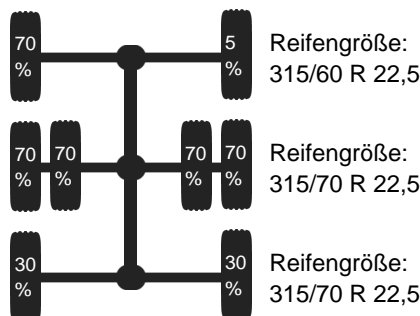 70 %
5 %
Reifengröße:
315/60 R 22,5
70 %
70 %
70 %
70 %
Reifengröße:
315/70 R 22,5
30 %
30 %
Reifengröße:
315/70 R 22,5